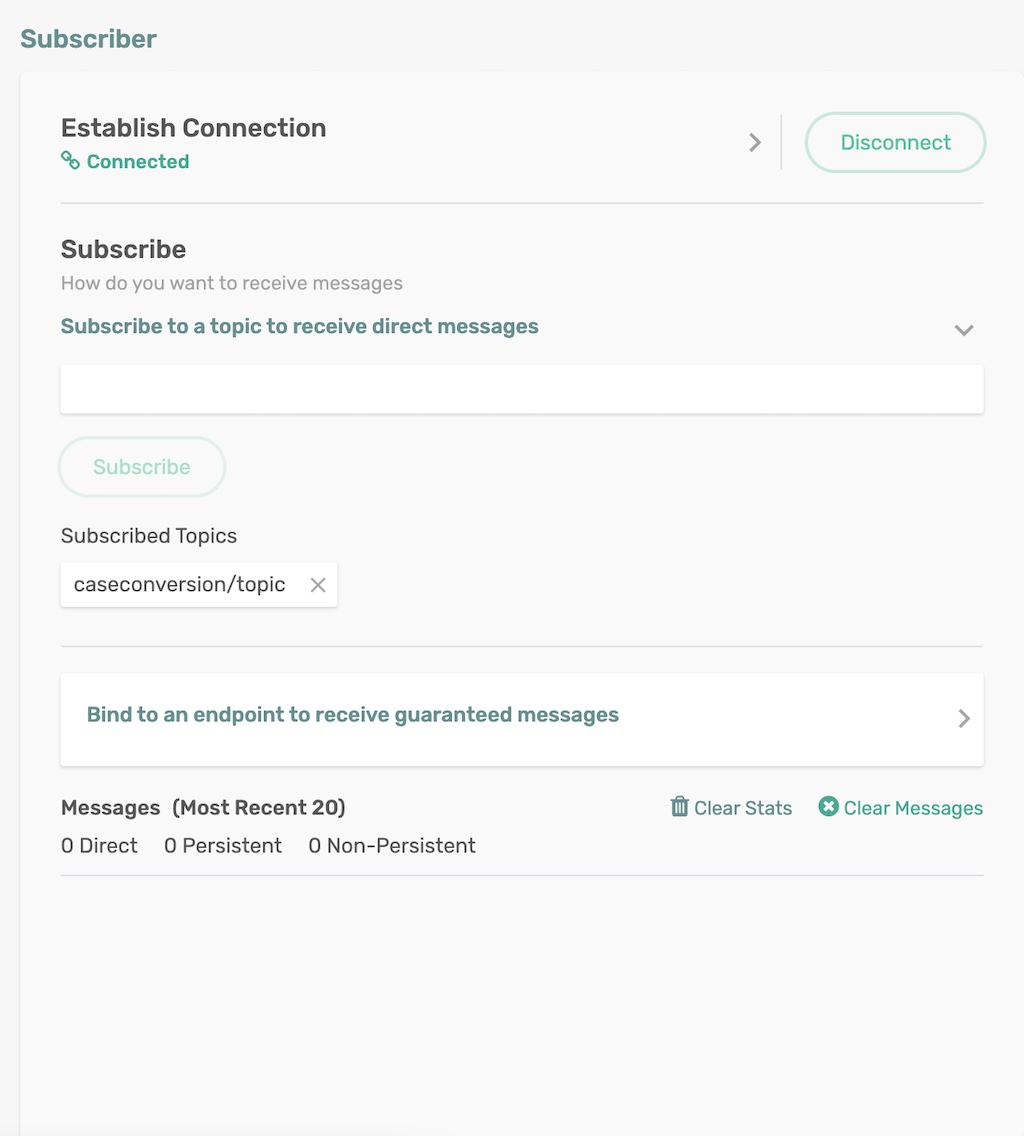 Subscriber
Establish Connection
Connected
Disconnect
Subscribe
How do you want to receive messages
Subscribe to a topic to receive direct messages
Subscribe
Subscribed Topics
caseconversion/topic
Bind to an endpoint to receive guaranteed messages
Messages (Most Recent 20) Clear Stats Clear Messages
0 Direct 0 Persistent 0 Non-Persistent